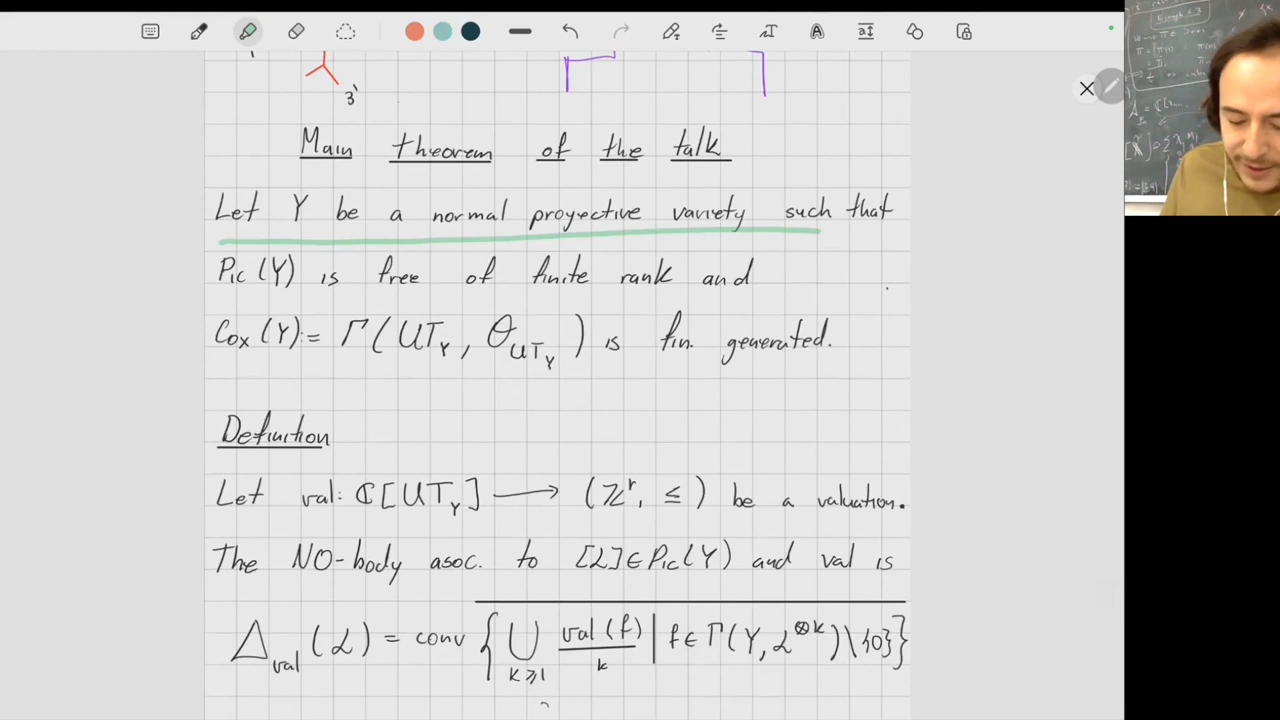 3`
Main theorem of the talk
Let Y be a normal proyective variety such that
Pic(Y) is free of finite rank and
Cox(Y):= Γ(UT_Y, O_{UT_Y}) is fin. generated.
Definition
Let val: ℂ[UT_Y] ⟶ (ℤ^r, ≤) be a valuation.
The NO-body asoc. to [ℒ]∈Pic(Y) and val is
Δ_val(ℒ) = conv{⋃_{k≥1} val(f)/k | f∈Γ(Y, ℒ^{⊗k})\{0}}